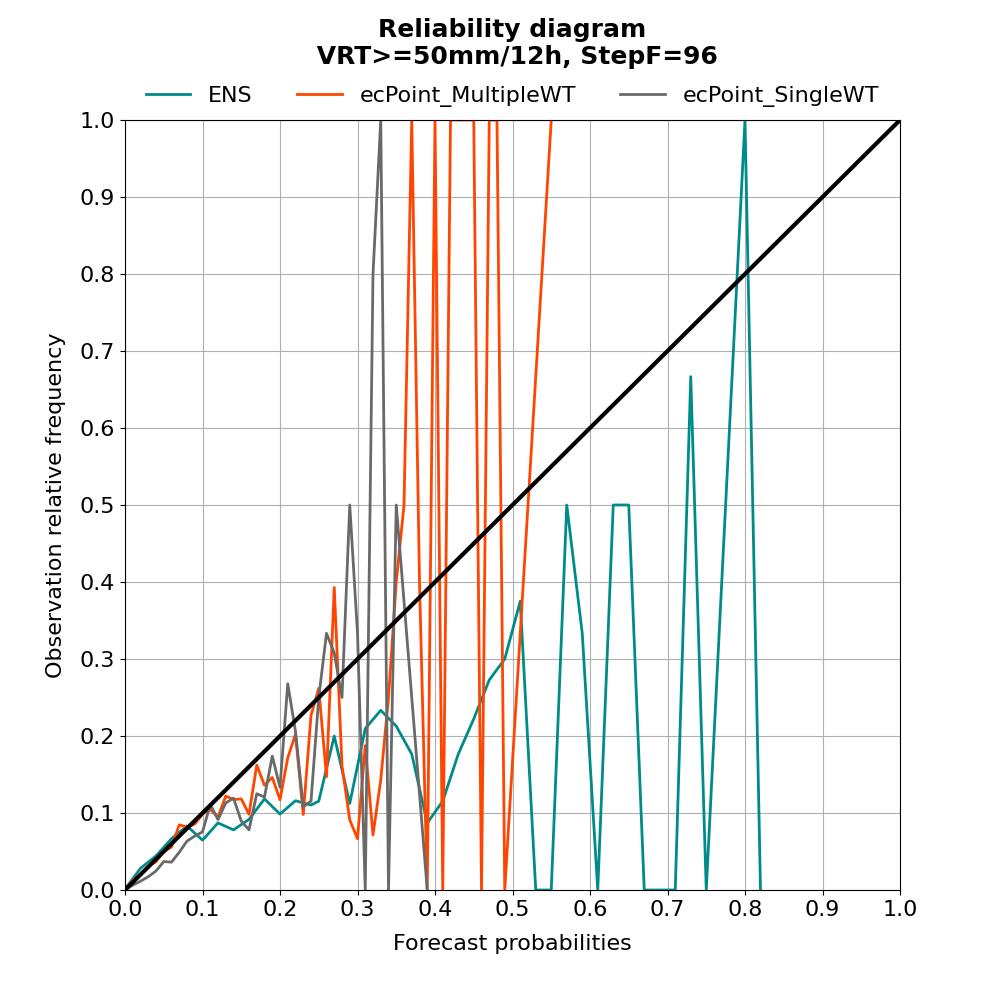 Reliability diagram
VRT>=50mm/12h, StepF=96
ENS ecPoint_MultipleWT ecPoint_SingleWT
1.0
0.9
0.8
0.7
0.6
0.5
0.4
0.3
0.2
0.1
0.0
Observation relative frequency
0.0 0.1 0.2 0.3 0.4 0.5 0.6 0.7 0.8 0.9 1.0
Forecast probabilities